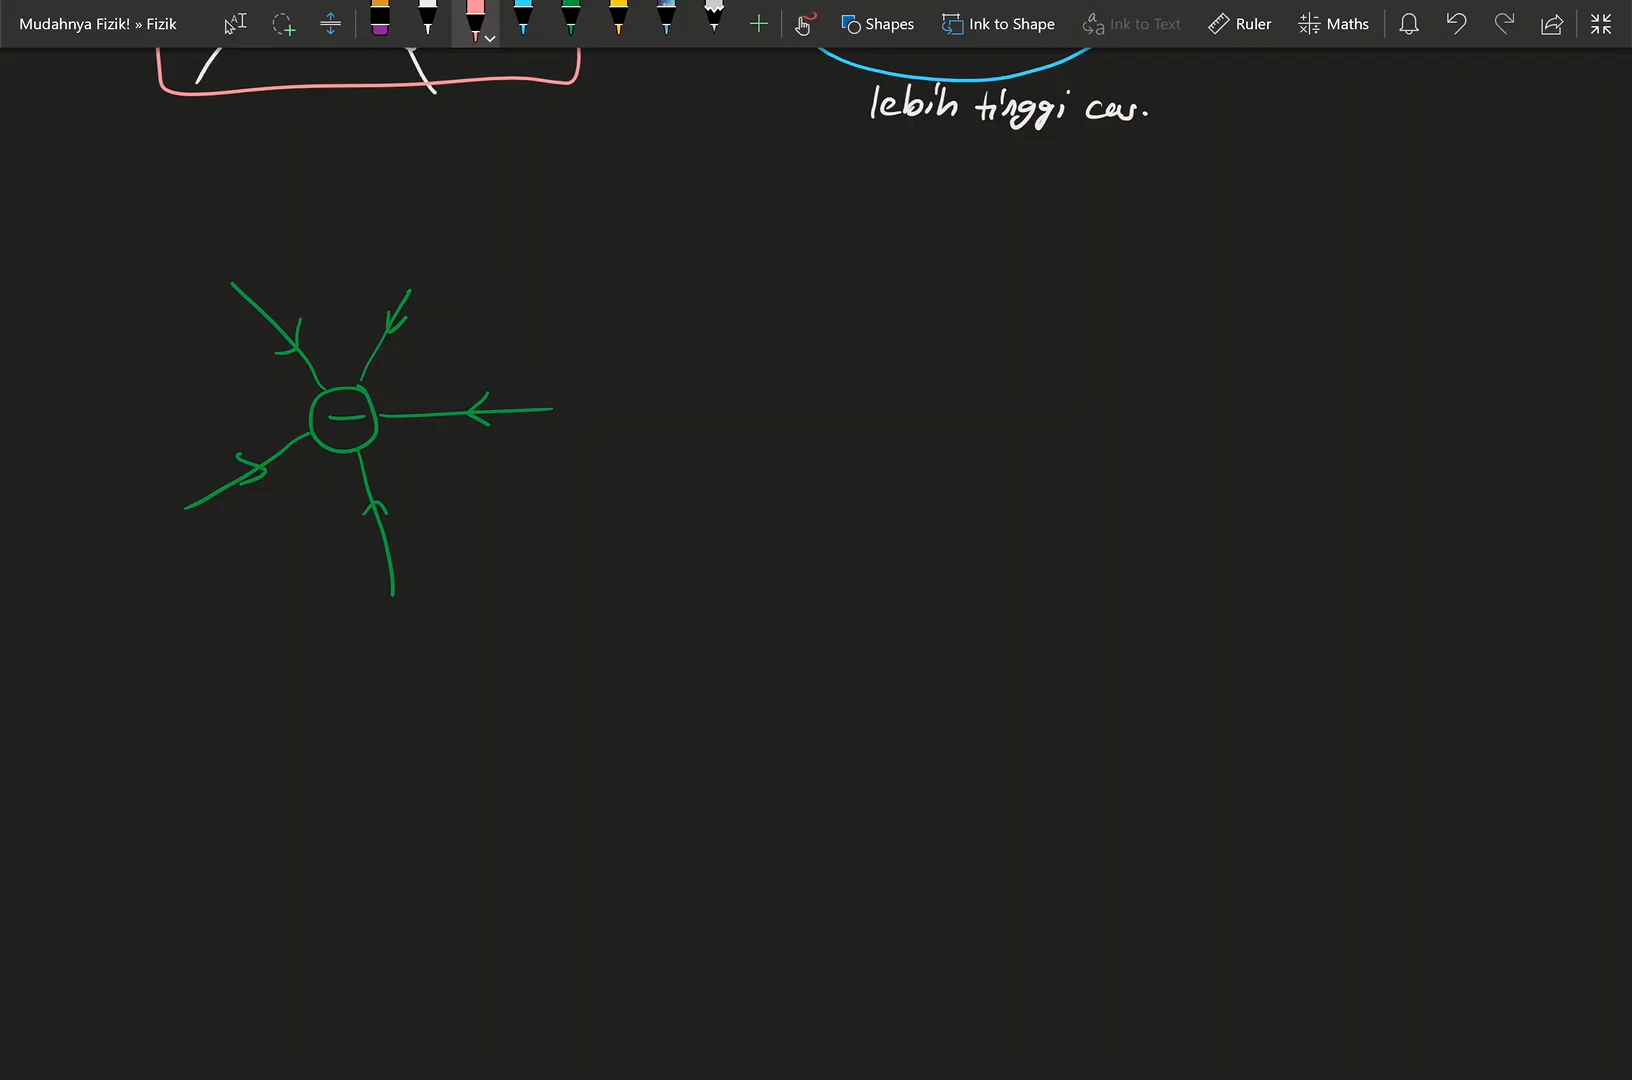 Mudahnya Fizik! » Fizik
Shapes
Ink to Shape
Ink to Text
Ruler
Maths
lebih tinggi cas.